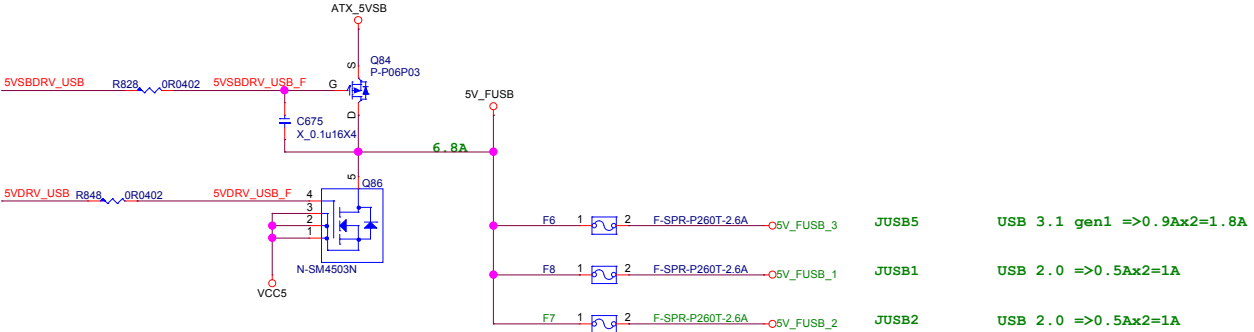 ATX_5VSB
S
Q84
P-P06P03
5VSBDRV_USB
R828
0R0402
5VSBDRV_USB_F
G
5V_FUSB
C675
X_0.1u16X4
D
6.8A
5
Q86
5VDRV_USB
R848
0R0402
5VDRV_USB_F
4
3
2
1
N-SM4503N
VCC5
F6
1
2
F-SPR-P260T-2.6A
5V_FUSB_3
JUSB5
USB 3.1 gen1 =>0.9Ax2=1.8A
F8
1
2
F-SPR-P260T-2.6A
5V_FUSB_1
JUSB1
USB 2.0 =>0.5Ax2=1A
F7
1
2
F-SPR-P260T-2.6A
5V_FUSB_2
JUSB2
USB 2.0 =>0.5Ax2=1A